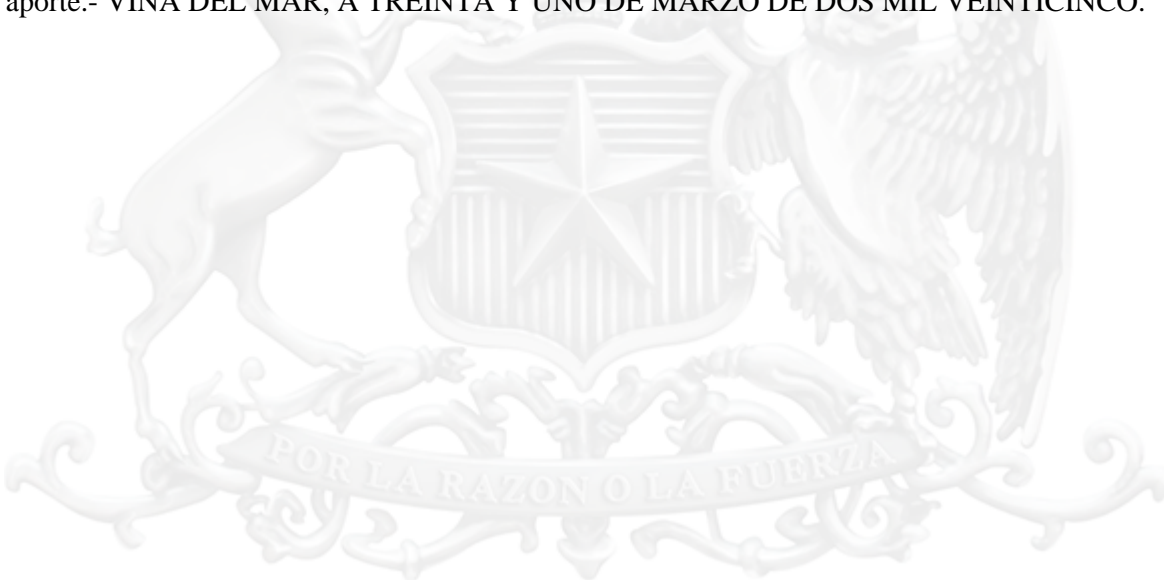 aporte.- VIÑA DEL MAR, A TREINTA Y UNO DE MARZO DE DOS MIL VEINTICINCO.
POR LA RAZON O LA FUERZA